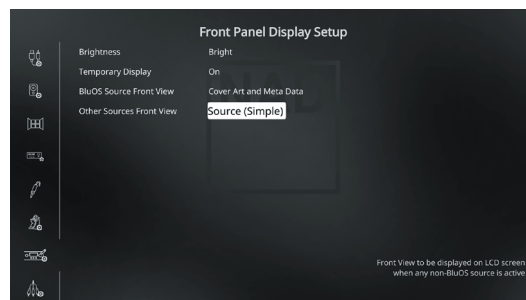 Front Panel Display Setup
Brightness Bright
Temporary Display On
BluOS Source Front View Cover Art and Meta Data
Other Sources Front View Source (Simple)
NAD
Front View to be displayed on LCD screen
when any non-BluOS source is active